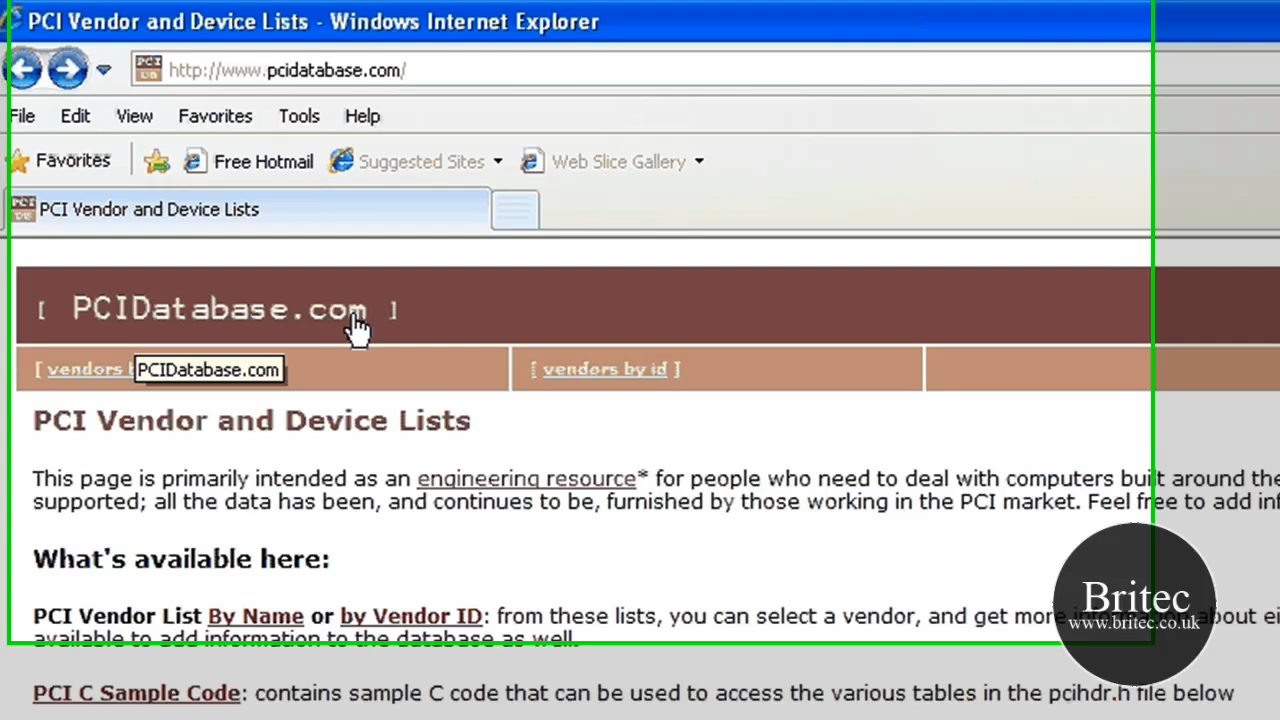 PCI Vendor and Device Lists - Windows Internet Explorer
PCI DB http://www.pcidatabase.com/
File Edit View Favorites Tools Help
Favorites Free Hotmail Suggested Sites Web Slice Gallery
PCI DB PCI Vendor and Device Lists
[ PCIDatabase.com ]
[ vendors PCIDatabase.com [ vendors by id ]
PCI Vendor and Device Lists
This page is primarily intended as an engineering resource* for people who need to deal with computers built around the
supported; all the data has been, and continues to be, furnished by those working in the PCI market. Feel free to add
What's available here:
PCI Vendor List By Name or by Vendor ID: from these lists, you can select a vendor, and get more information about
available to add information to the database as well.
Britec
www.britec.co.uk
PCI C Sample Code: contains sample C code that can be used to access the various tables in the pcihdr.h file below